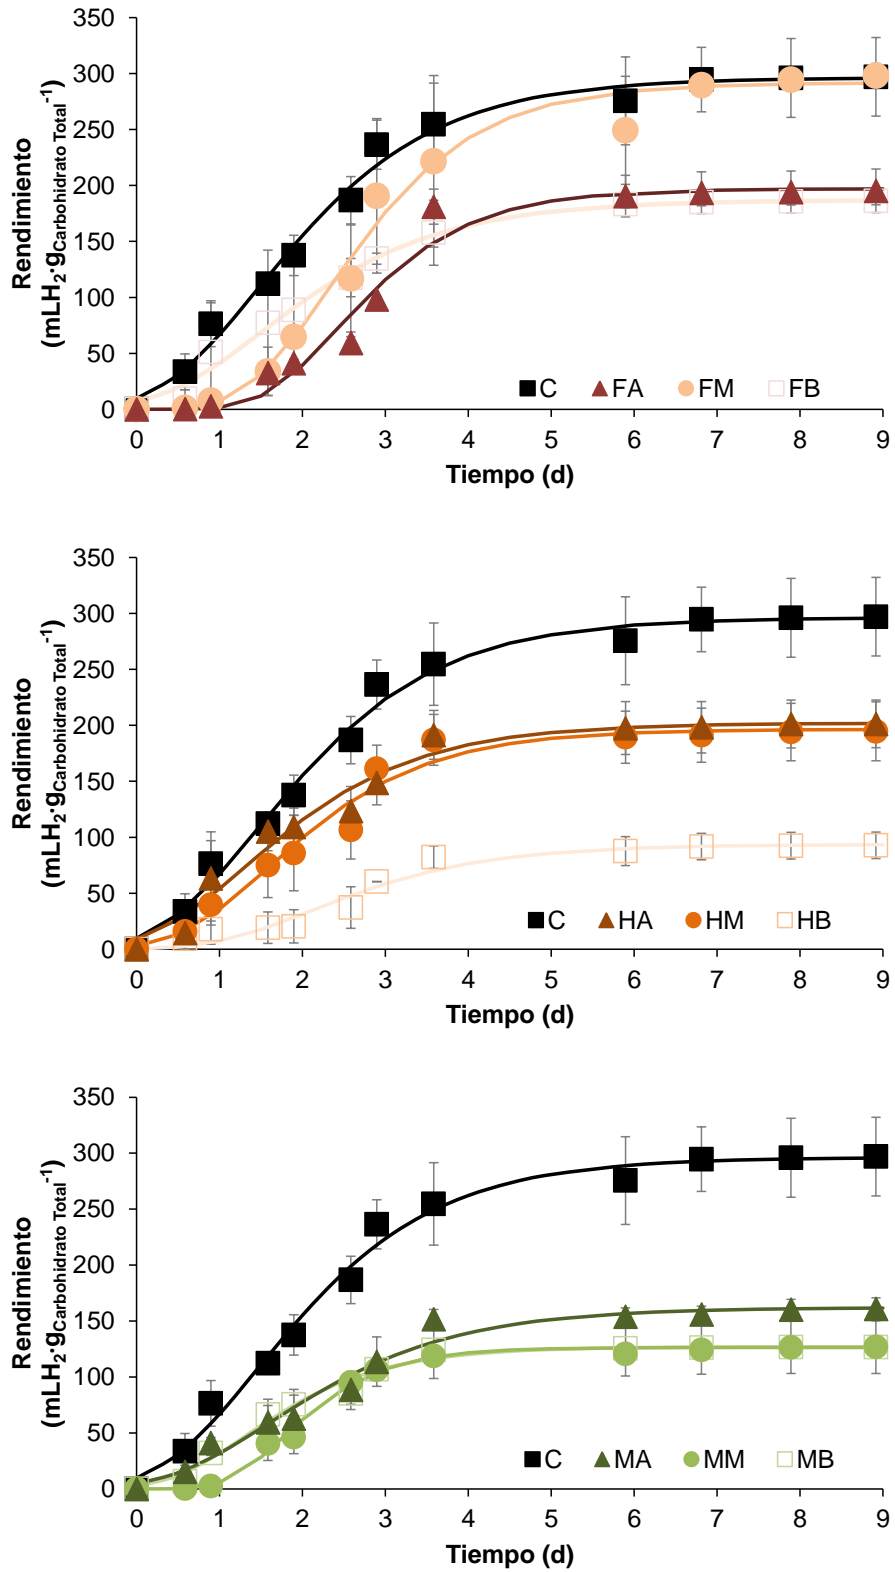 350
300
250
200
150
100
50
0
Rendimiento
(mLH₂·gCarbohidrato Total⁻¹)
C FA FM FB
0 1 2 3 4 5 6 7 8 9
Tiempo (d)
350
300
250
200
150
100
50
0
Rendimiento
(mLH₂·gCarbohidrato Total⁻¹)
C HA HM HB
0 1 2 3 4 5 6 7 8 9
Tiempo (d)
350
300
250
200
150
100
50
0
Rendimiento
(mLH₂·gCarbohidrato Total⁻¹)
C MA MM MB
0 1 2 3 4 5 6 7 8 9
Tiempo (d)